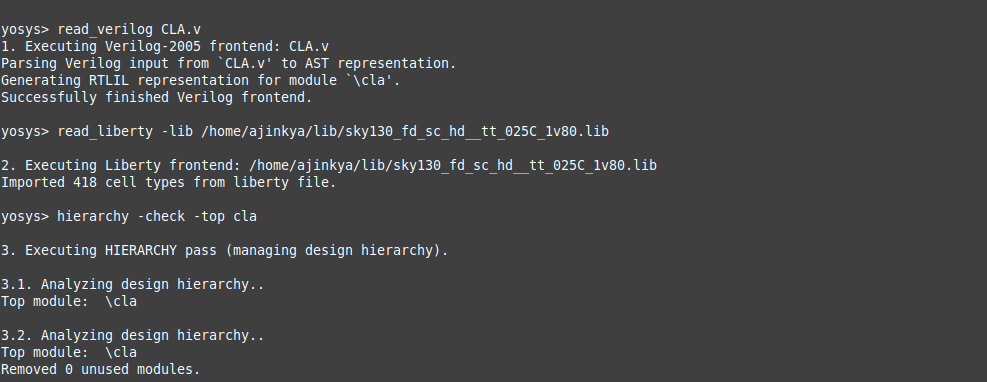 yosys> read_verilog CLA.v
1. Executing Verilog-2005 frontend: CLA.v
Parsing Verilog input from `CLA.v' to AST representation.
Generating RTLIL representation for module `\cla'.
Successfully finished Verilog frontend.
yosys> read_liberty -lib /home/ajinkya/lib/sky130_fd_sc_hd__tt_025C_1v80.lib
2. Executing Liberty frontend: /home/ajinkya/lib/sky130_fd_sc_hd__tt_025C_1v80.lib
Imported 418 cell types from liberty file.
yosys> hierarchy -check -top cla
3. Executing HIERARCHY pass (managing design hierarchy).
3.1. Analyzing design hierarchy..
Top module:  \cla
3.2. Analyzing design hierarchy..
Top module:  \cla
Removed 0 unused modules.